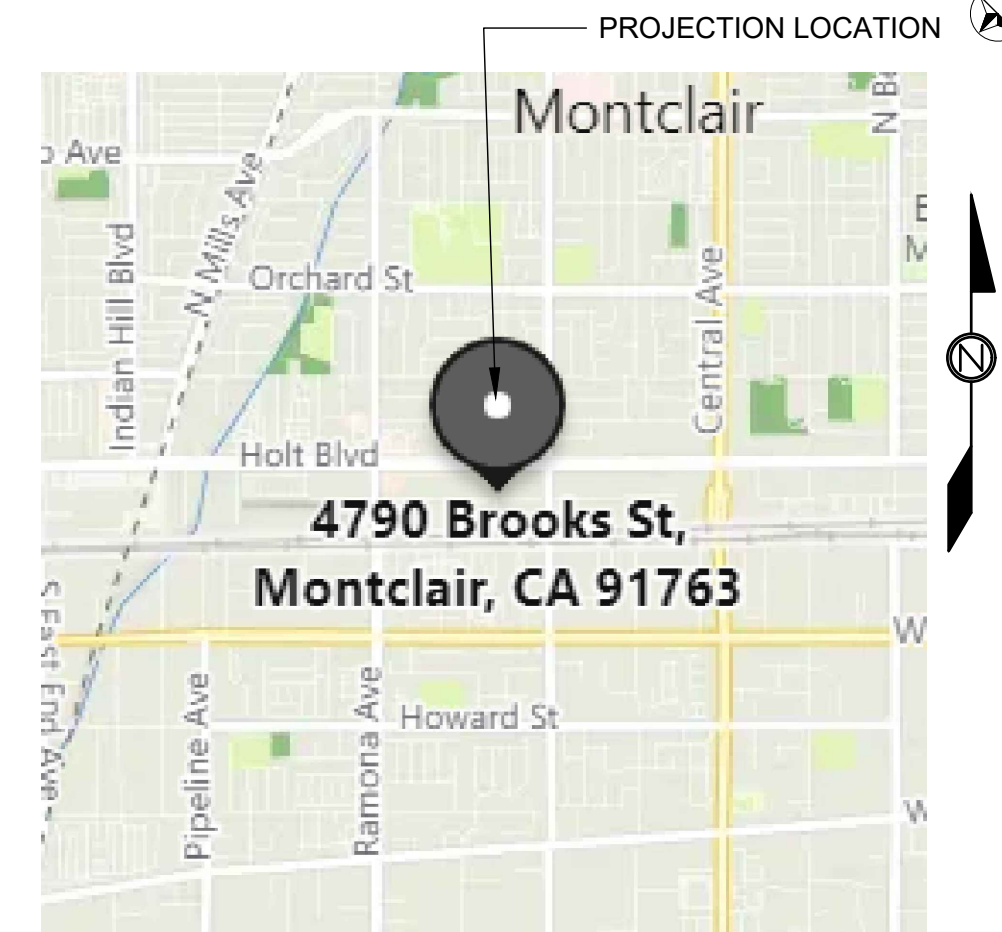 PROJECTION LOCATION
Montclair
N Be
o Ave
N Mills Ave
Indian Hill Blvd
Orchard St
Central Ave
E
M
N
Holt Blvd
4790 Brooks St,
Montclair, CA 91763
S East End Ave
W
Pipeline Ave
Ramona Ave
Howard St
W